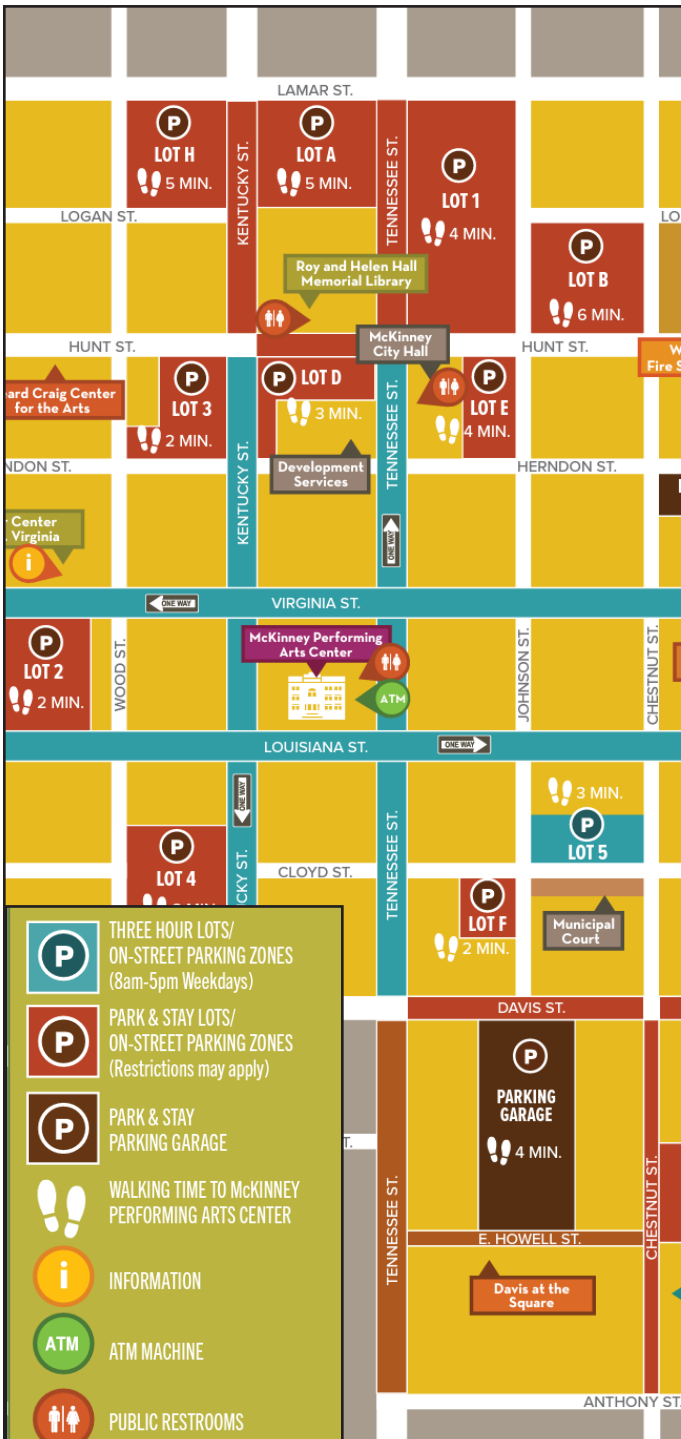 LAMAR ST.
P
LOT H
5 MIN.
KENTUCKY ST.
P
LOT A
5 MIN.
TENNESSEE ST.
P
LOT 1
4 MIN.
LOGAN ST.
LO
P
LOT B
6 MIN.
Roy and Helen Hall
Memorial Library
HUNT ST.
McKinney
City Hall
HUNT ST.
W
Fire S
ard Craig Center
for the Arts
P
LOT 3
2 MIN.
P
LOT D
3 MIN.
P
LOT E
4 MIN.
KENTUCKY ST.
TENNESSEE ST.
NDON ST.
Development
Services
HERNDON ST.
Center
Virginia
i
ONE WAY
ONE WAY
VIRGINIA ST.
P
LOT 2
2 MIN.
WOOD ST.
McKinney Performing
Arts Center
ATM
JOHNSON ST.
CHESTNUT ST.
LOUISIANA ST.
ONE WAY
ONE WAY
3 MIN.
P
LOT 5
P
LOT 4
CKY ST.
CLOYD ST.
TENNESSEE ST.
P
LOT F
2 MIN.
Municipal
Court
DAVIS ST.
P
PARKING
GARAGE
4 MIN.
TENNESSEE ST.
CHESTNUT ST.
T.
E. HOWELL ST.
Davis at the
Square
ANTHONY ST.
P
THREE HOUR LOTS/
ON-STREET PARKING ZONES
(8am-5pm Weekdays)
P
PARK & STAY LOTS/
ON-STREET PARKING ZONES
(Restrictions may apply)
P
PARK & STAY
PARKING GARAGE
WALKING TIME TO McKINNEY
PERFORMING ARTS CENTER
i
INFORMATION
ATM
ATM MACHINE
PUBLIC RESTROOMS